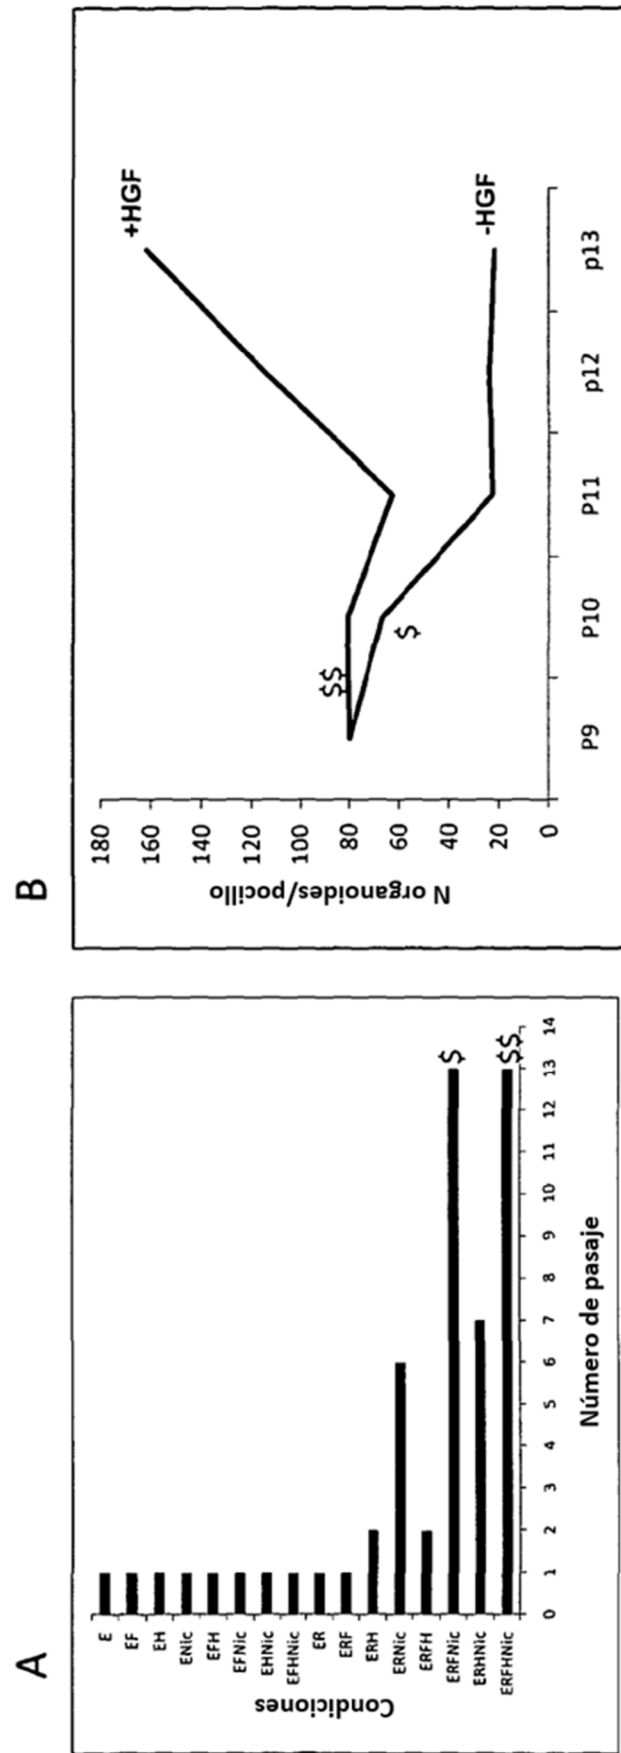 A
Condiciones
E
EF
EH
ENic
EFH
EFNic
EHNic
EFHNic
ER
ERF
ERH
ERNic
ERFH
ERFNic
ERHNic
ERFHNic
$
$$
0 1 2 3 4 5 6 7 8 9 10 11 12 13 14
Número de pasaje
B
N organoides/pocillo
180
160
140
120
100
80
60
40
20
0
+HGF
$$
$
-HGF
P9 P10 P11 p12 p13